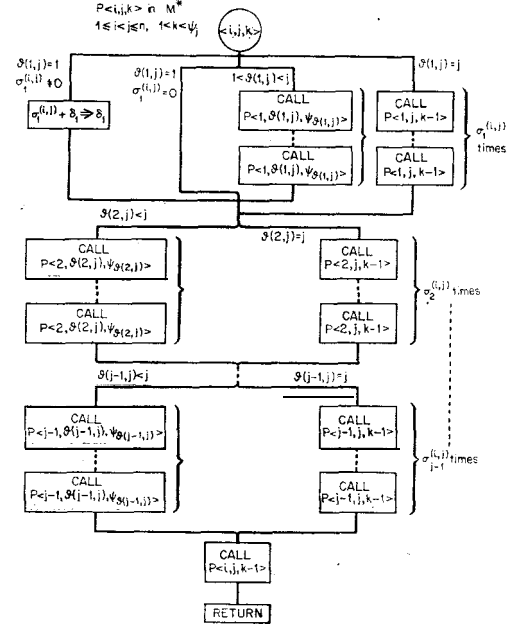 P<i,j,k> in M*
1≤i<j≤n, 1<k<ψj
<i,j,k>
ϑ(1,j)=1
σ1^(i,j) ≠0
ϑ(1,j)=1
σ1^(i,j)=0
1<ϑ(1,j)<j
ϑ(1,j)=j
σ1^(i,j) + δ1 ⇒ δ1
CALL
P<1,ϑ(1,j),ψϑ(1,j)>
CALL
P<1,ϑ(1,j),ψϑ(1,j)>
CALL
P<1,j,k-1>
CALL
P<1,j,k-1>
σ1^(i,j)
times
ϑ(2,j)<j
ϑ(2,j)=j
CALL
P<2,ϑ(2,j),ψϑ(2,j)>
CALL
P<2,ϑ(2,j),ψϑ(2,j)>
CALL
P<2,j,k-1>
CALL
P<2,j,k-1>
σ2^(i,j) times
ϑ(j-1,j)<j
ϑ(j-1,j)=j
CALL
P<j-1,ϑ(j-1,j),ψϑ(j-1,j)>
CALL
P<j-1,ϑ(j-1,j),ψϑ(j-1,j)>
CALL
P<j-1,j,k-1>
CALL
P<j-1,j,k-1>
σj-1^(i,j) times
CALL
P<i,j,k-1>
RETURN